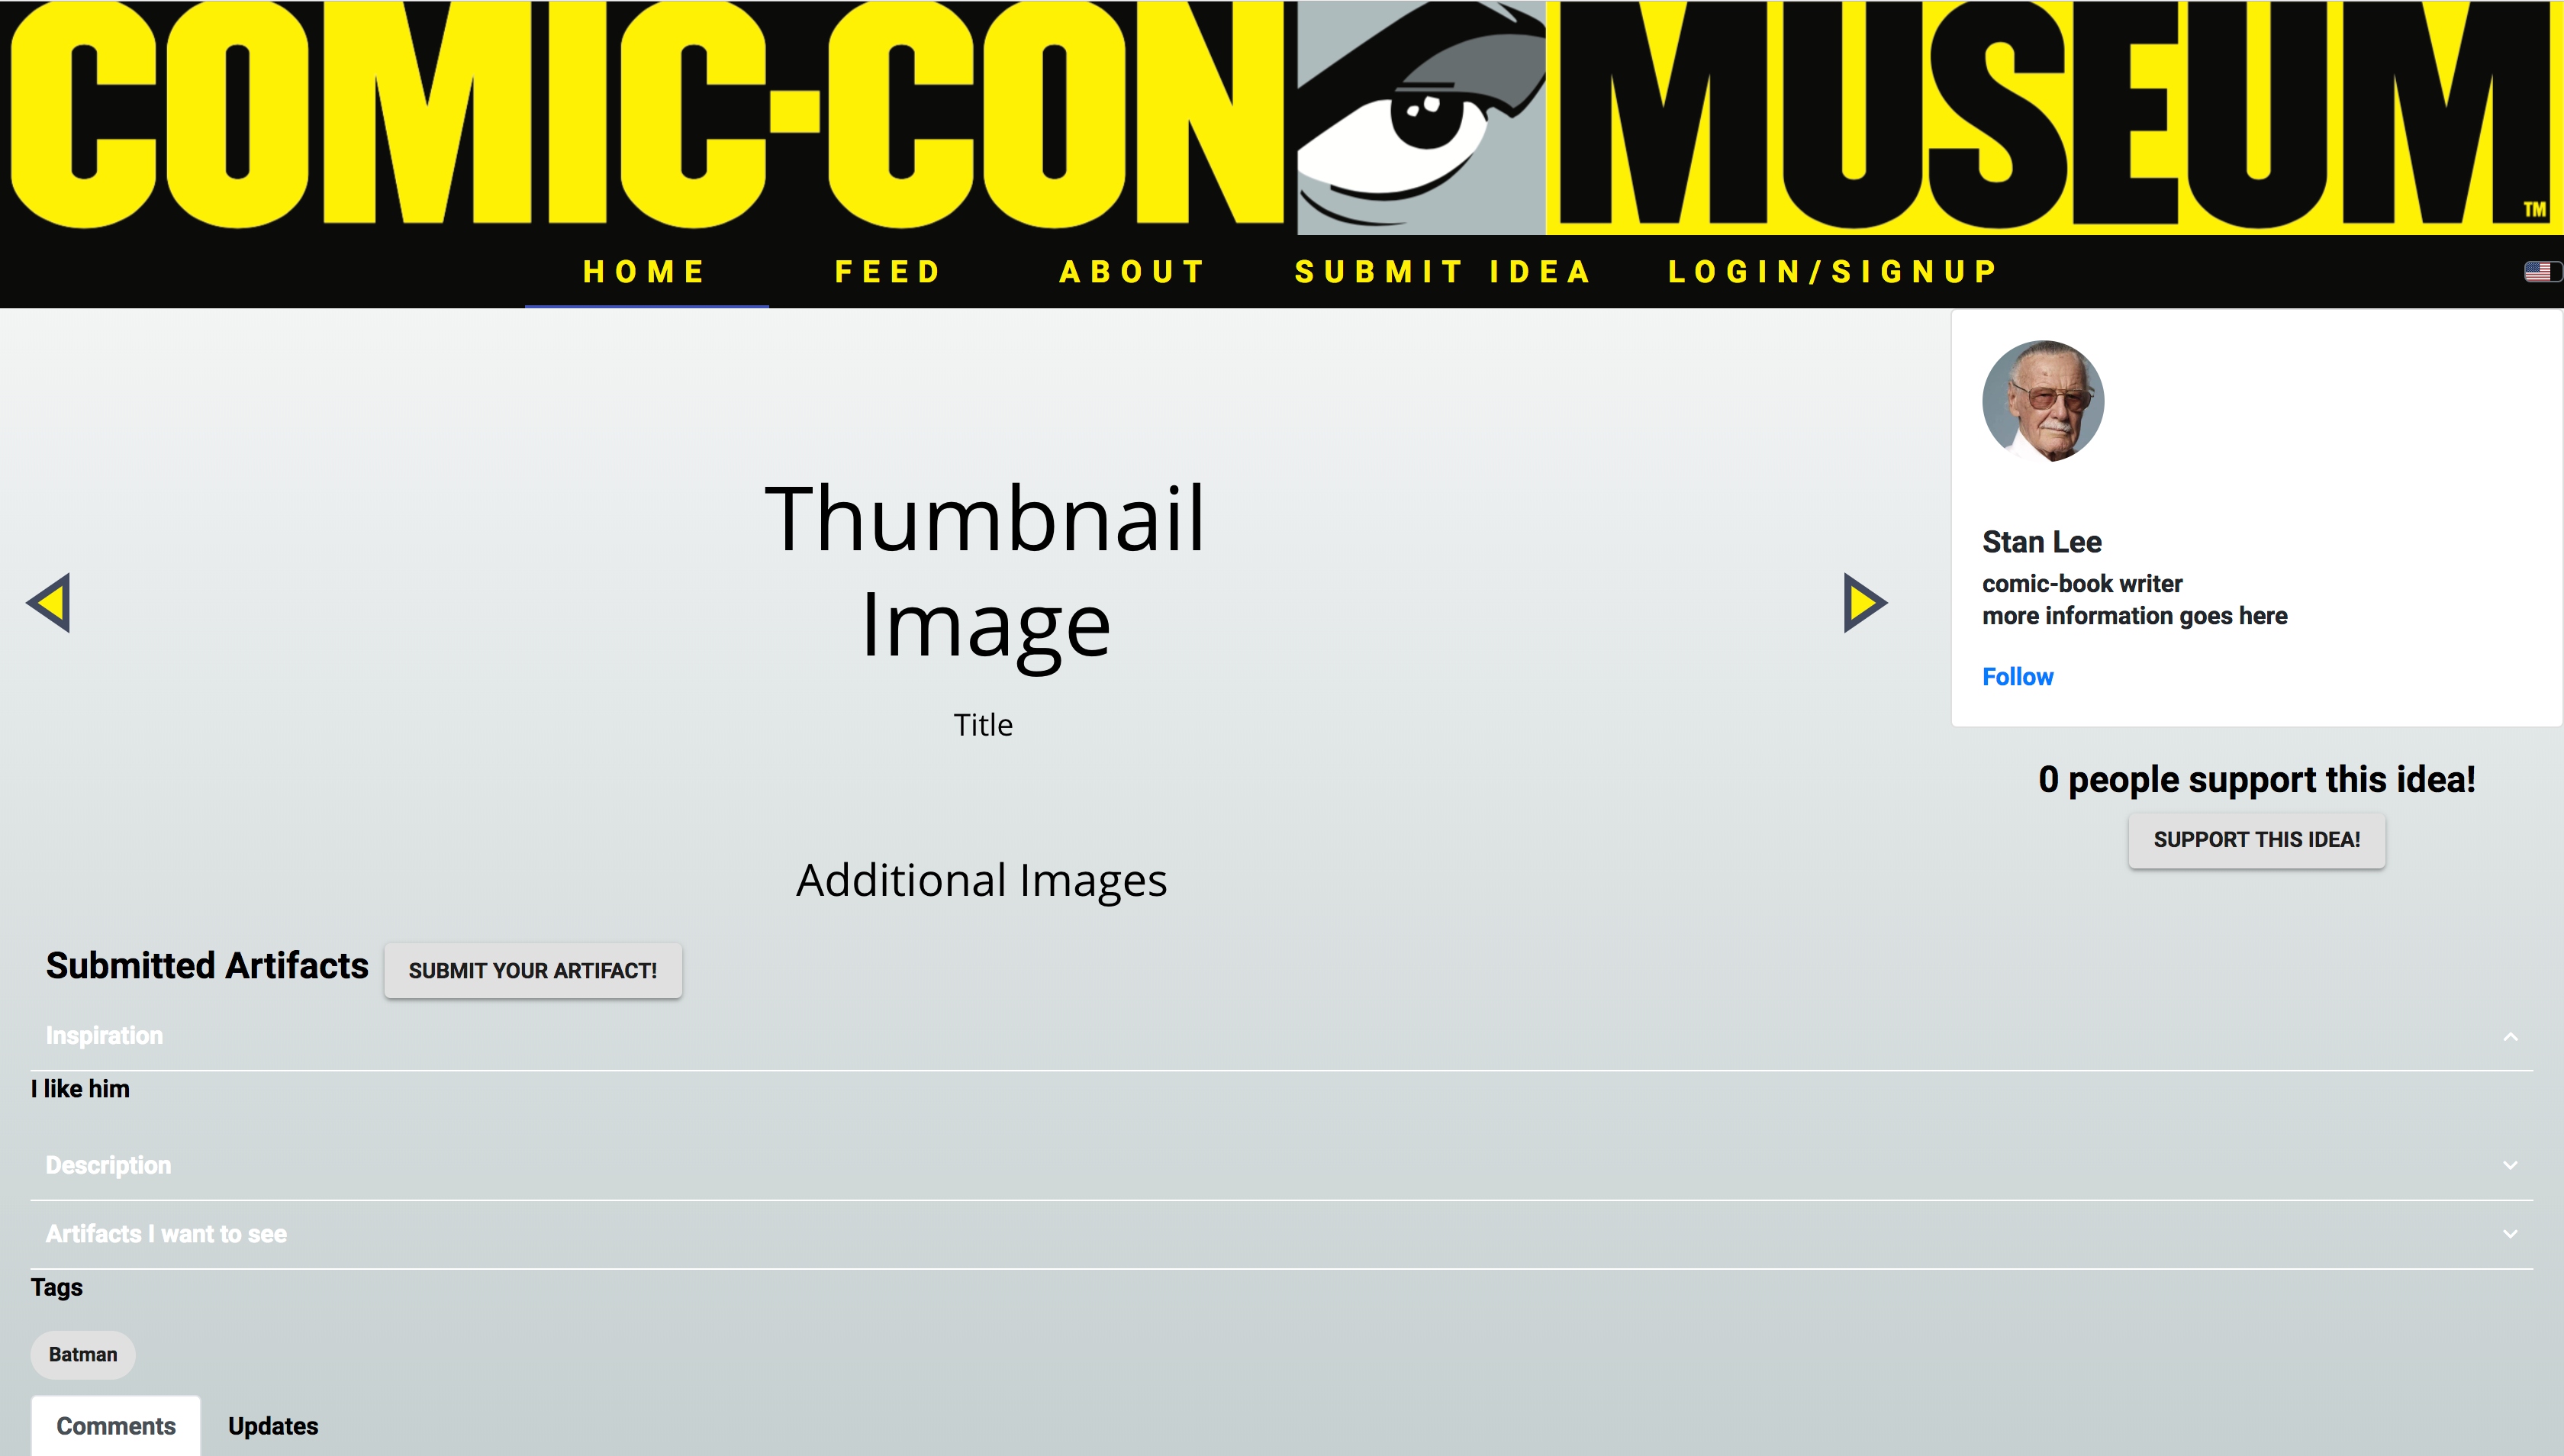 COMIC-CON MUSEUM TM
HOME FEED ABOUT SUBMIT IDEA LOGIN/SIGNUP
Thumbnail
Image
Title
Additional Images
Stan Lee
comic-book writer
more information goes here
Follow
0 people support this idea!
SUPPORT THIS IDEA!
Submitted Artifacts SUBMIT YOUR ARTIFACT!
Inspiration
I like him
Description
Artifacts I want to see
Tags
Batman
Comments Updates